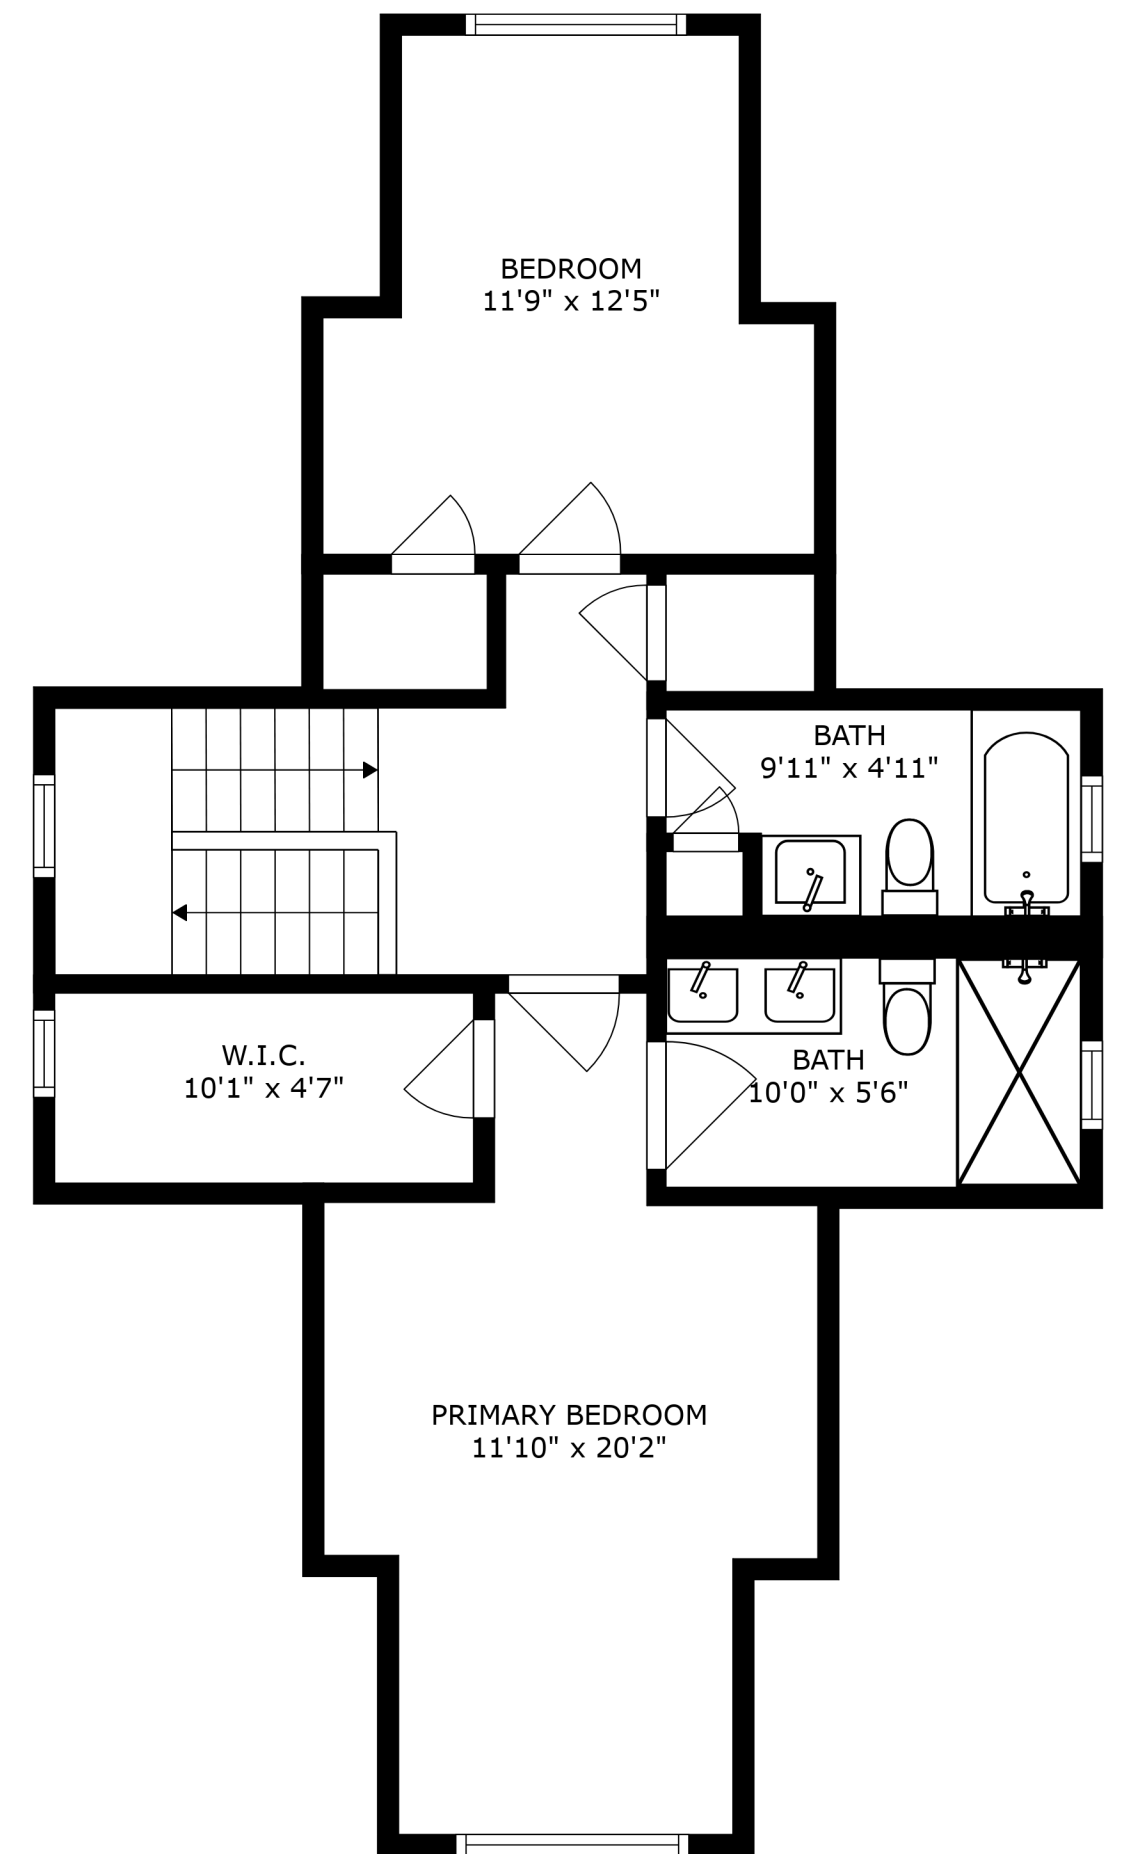 BEDROOM
11'9" x 12'5"
BATH
9'11" x 4'11"
W.I.C.
10'1" x 4'7"
BATH
10'0" x 5'6"
PRIMARY BEDROOM
11'10" x 20'2"